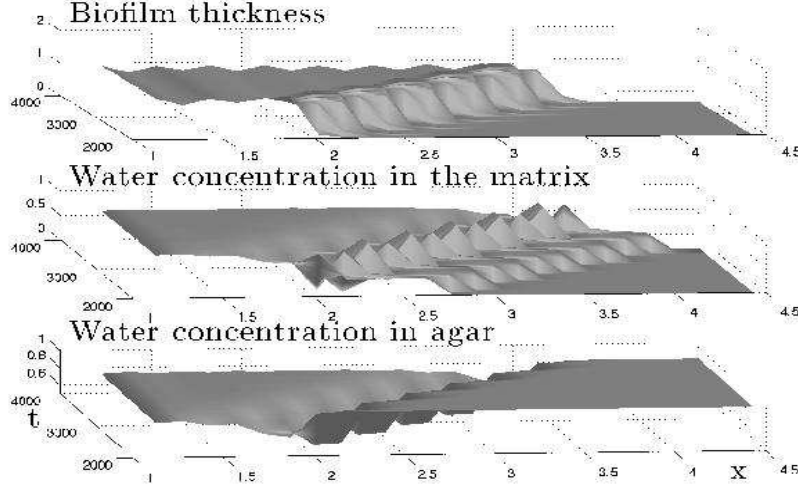 Biofilm thickness
2
1
0
4000
3000
2000
1 1.5 2 2.5 3 3.5 4 4.5
Water concentration in the matrix
1
0.5
0
4000
3000
2000
1 1.5 2 2.5 3 3.5 4 4.5
Water concentration in agar
1
0.8
0.6
4000
t 3000
2000
1 1.5 2 2.5 3 3.5 4 x 4.5